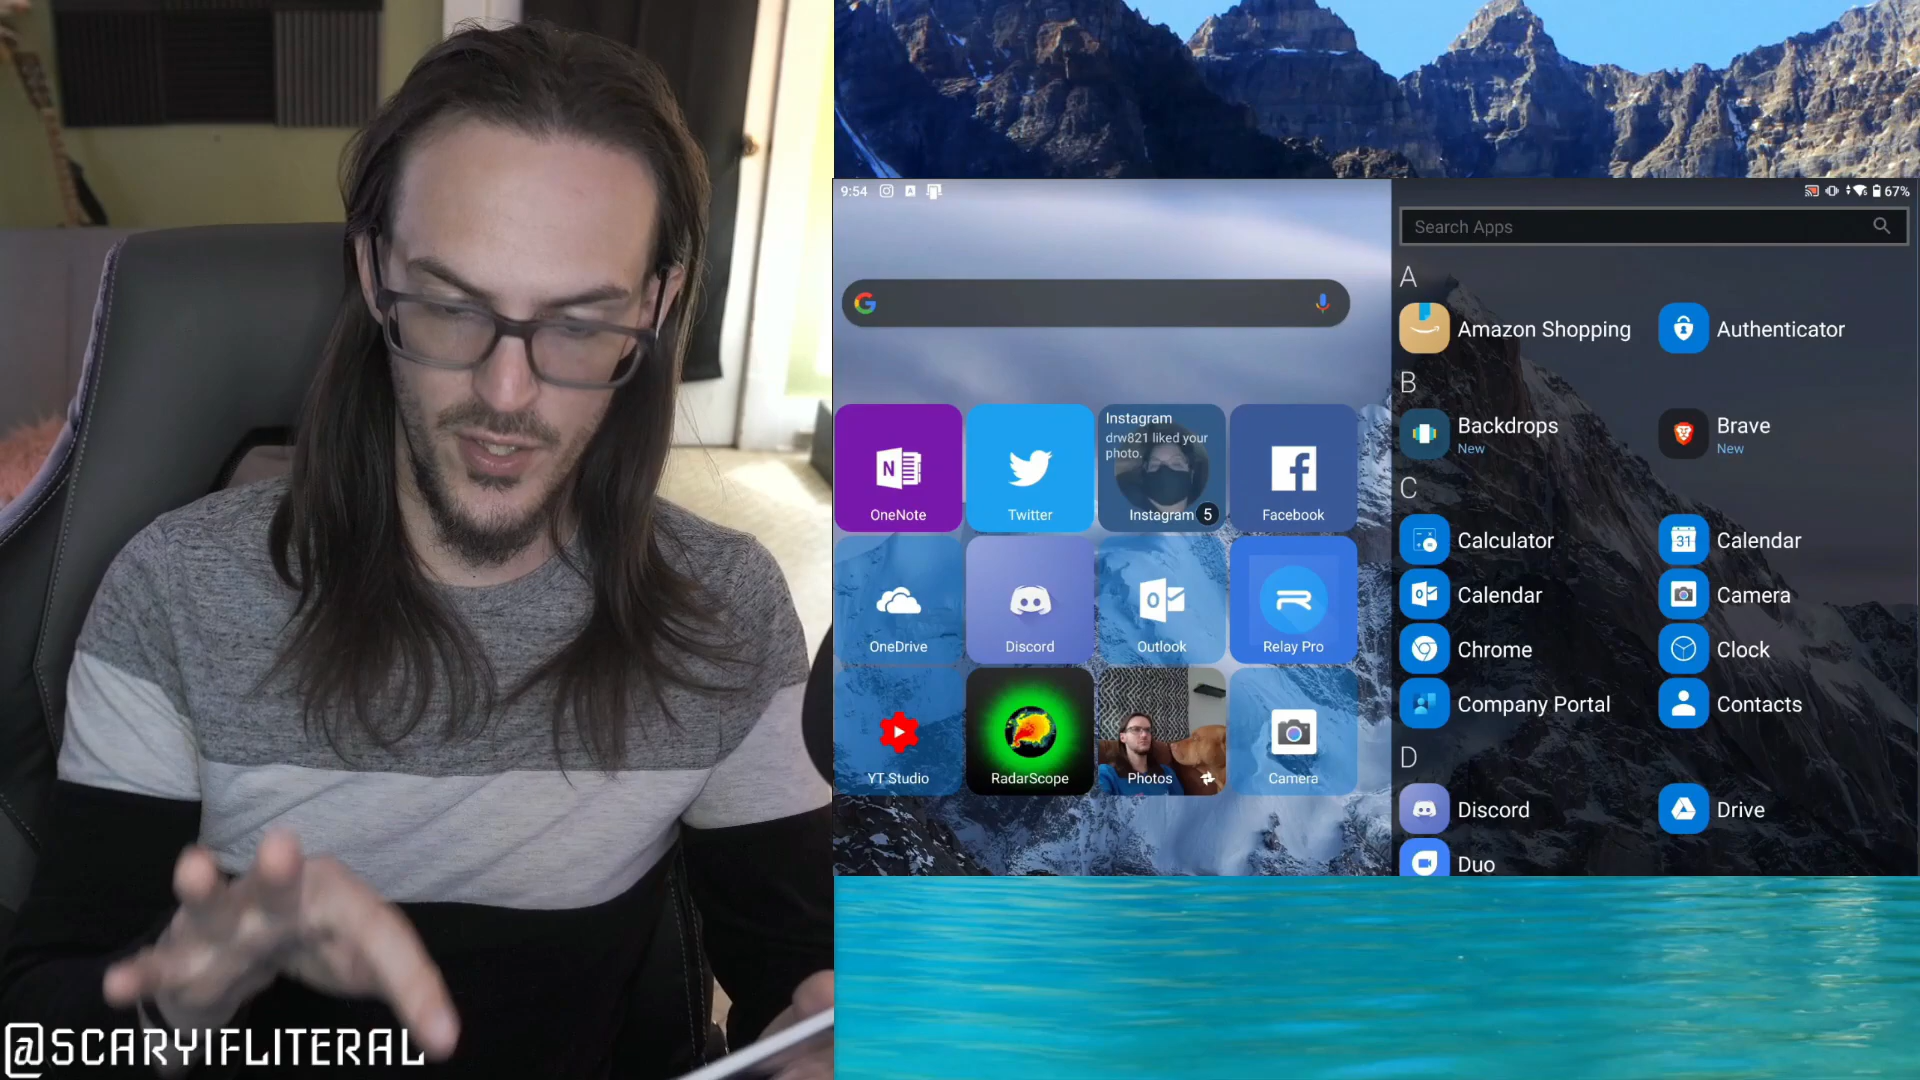 9:54
67%
Search Apps
A
Amazon Shopping
Authenticator
B
Backdrops
New
Brave
New
C
Calculator
31
Calendar
Calendar
Camera
Chrome
Clock
Company Portal
Contacts
D
Discord
Drive
Duo
N
OneNote
Twitter
Instagram
drw821 liked your
photo.
Instagram
5
Facebook
OneDrive
Discord
Outlook
Relay Pro
YT Studio
RadarScope
Photos
Camera
@SCARYIFLITERAL